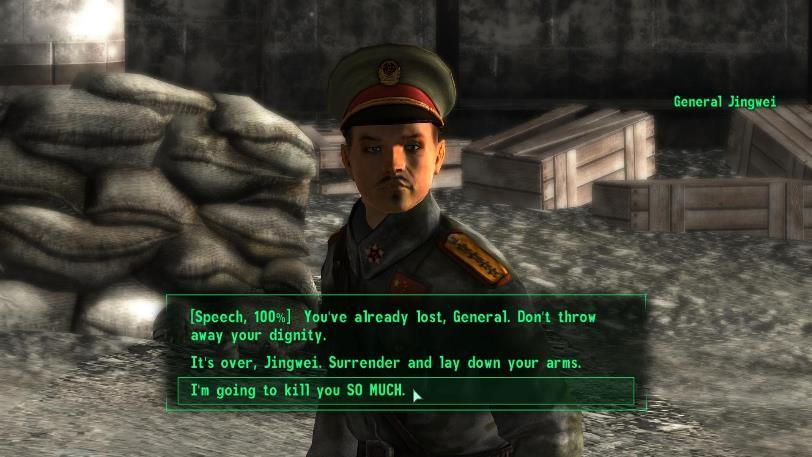 General Jingwei
[Speech, 100%] You've already lost, General. Don't throw
away your dignity.
It's over, Jingwei. Surrender and lay down your arms.
I'm going to kill you SO MUCH.